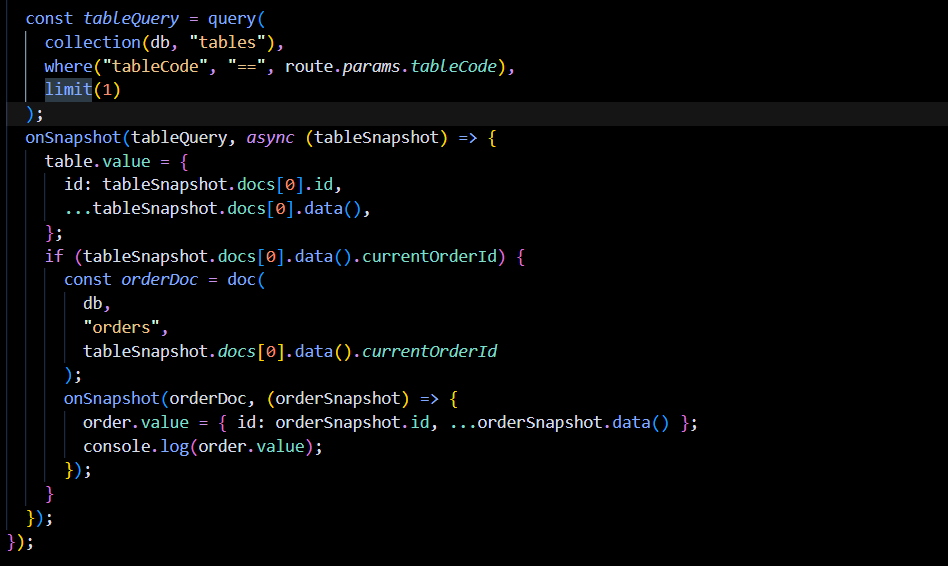 const tableQuery = query(
collection(db, "tables"),
where("tableCode", "==", route.params.tableCode),
limit(1)
);
onSnapshot(tableQuery, async (tableSnapshot) => {
table.value = {
id: tableSnapshot.docs[0].id,
...tableSnapshot.docs[0].data(),
};
if (tableSnapshot.docs[0].data().currentOrderId) {
const orderDoc = doc(
db,
"orders",
tableSnapshot.docs[0].data().currentOrderId
);
onSnapshot(orderDoc, (orderSnapshot) => {
order.value = { id: orderSnapshot.id, ...orderSnapshot.data() };
console.log(order.value);
});
}
});
});